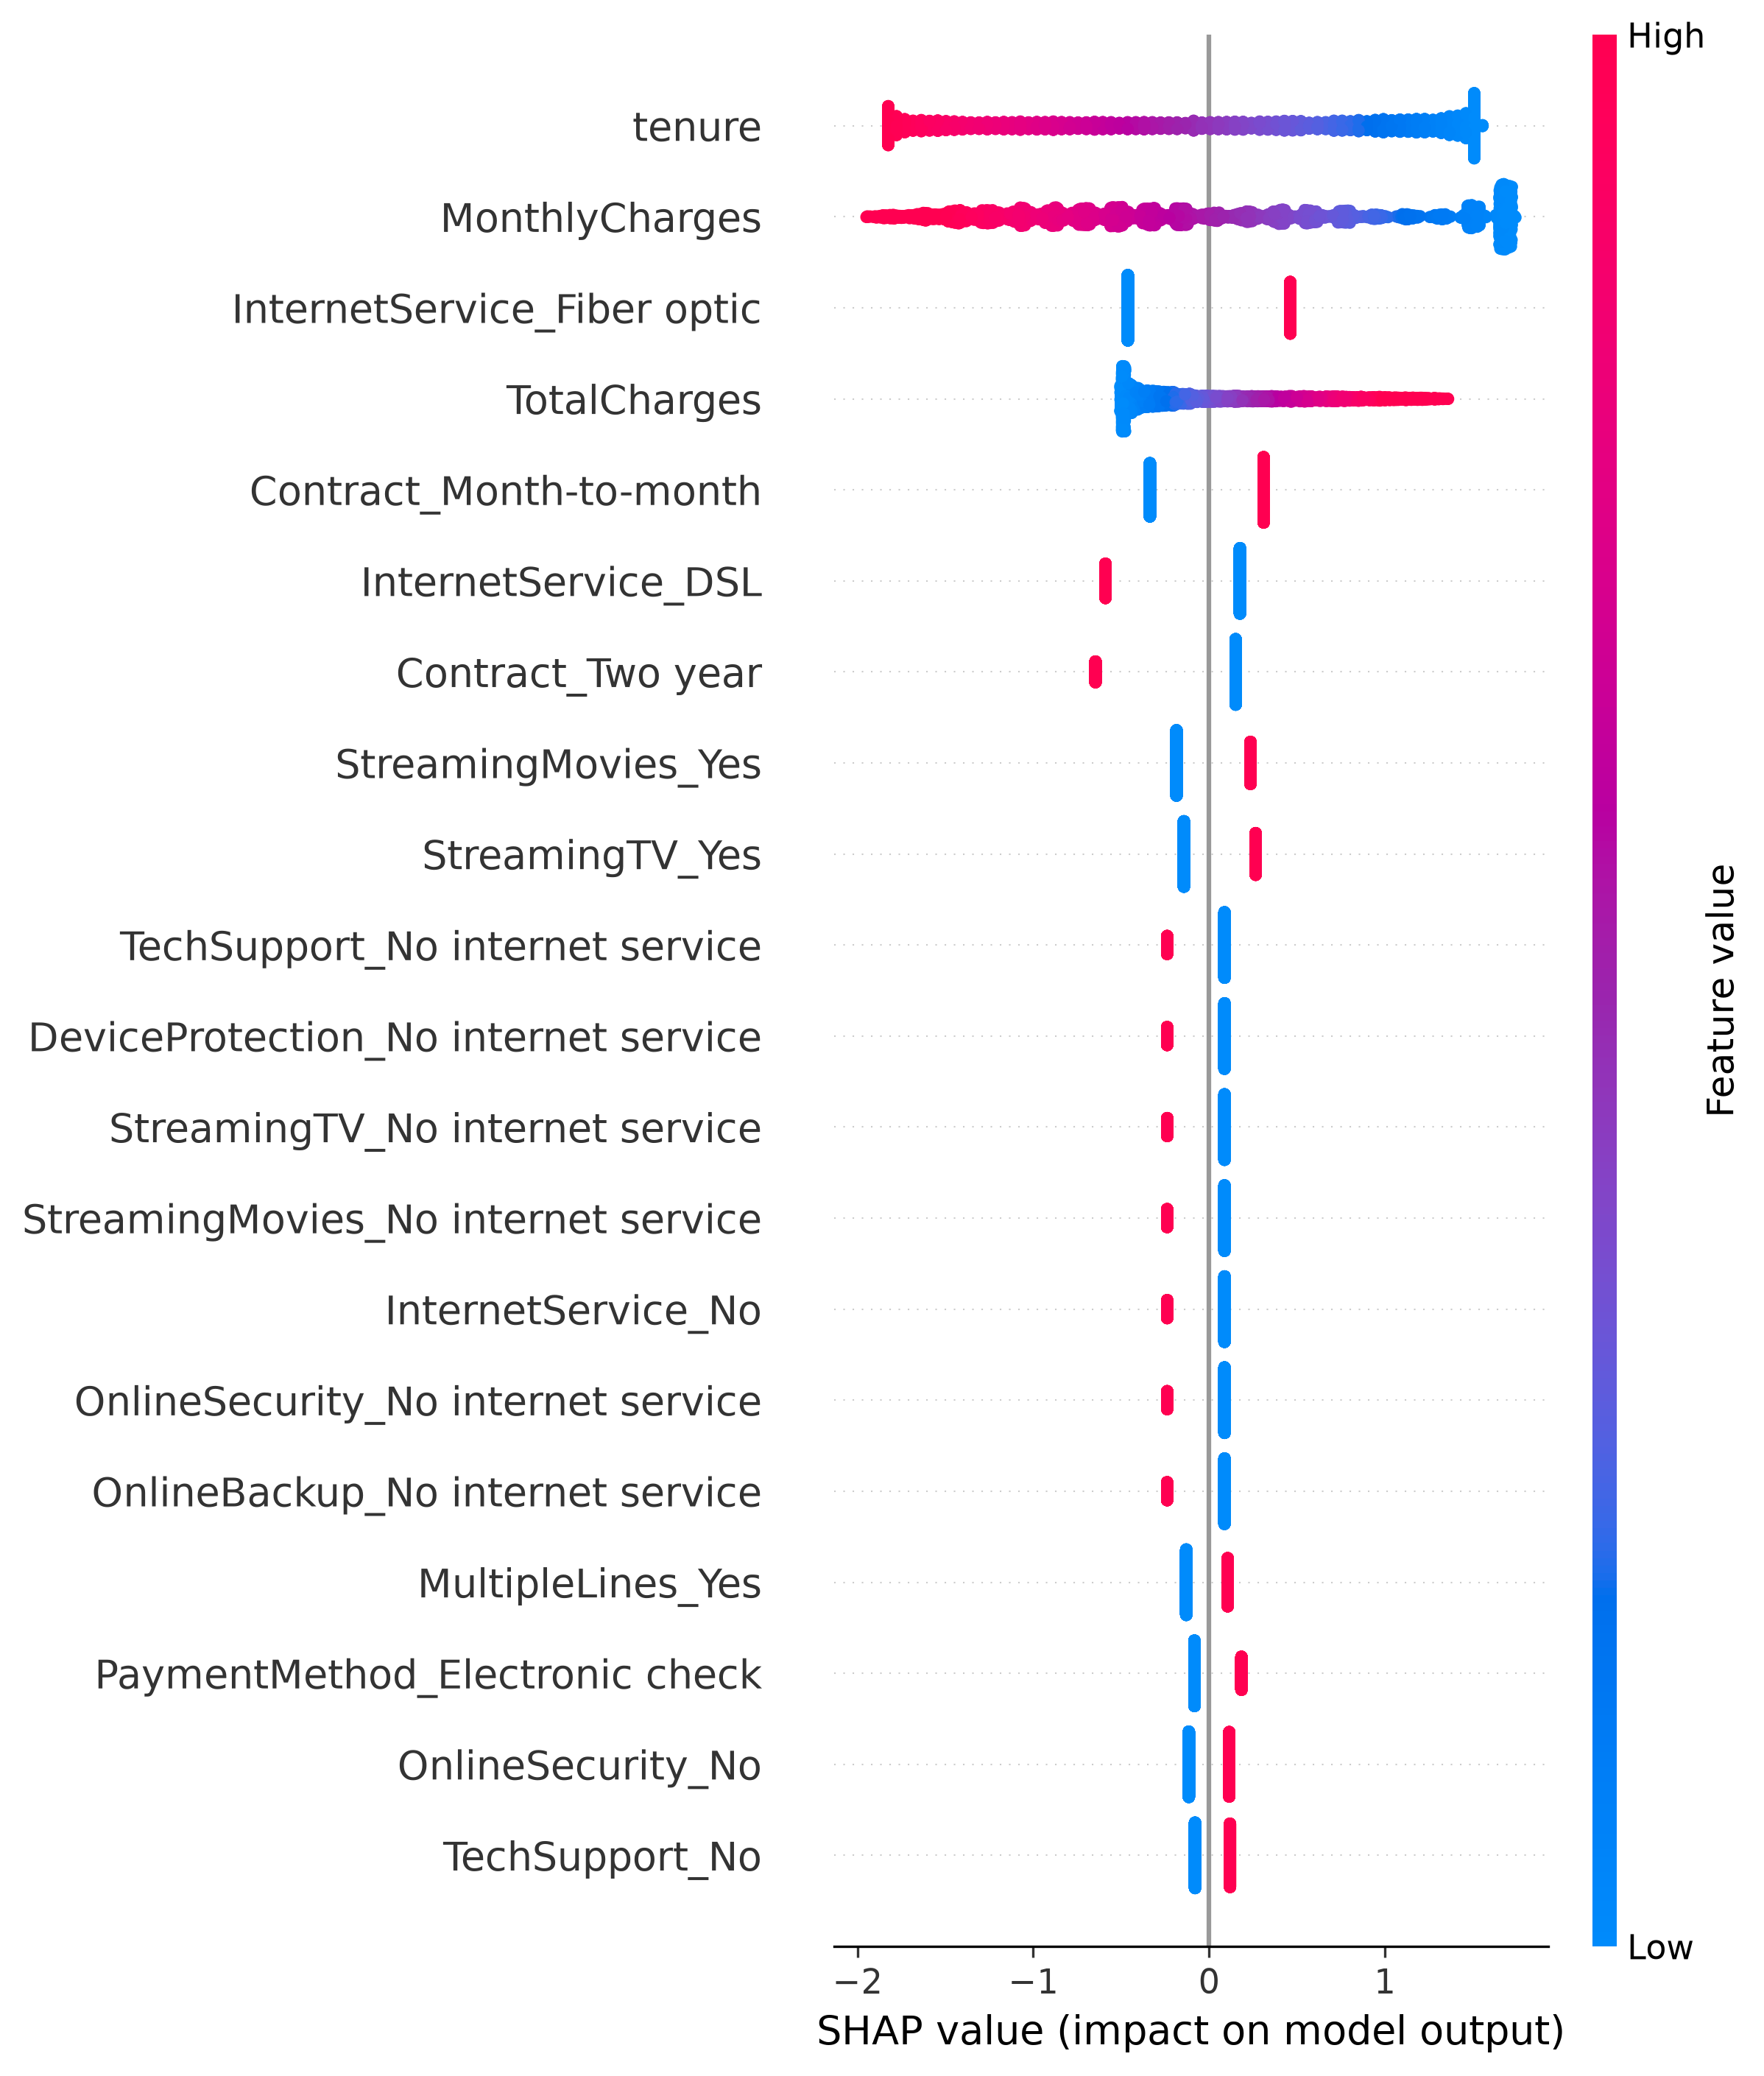 High
tenure
MonthlyCharges
InternetService_Fiber optic
TotalCharges
Contract_Month-to-month
InternetService_DSL
Contract_Two year
StreamingMovies_Yes
StreamingTV_Yes
TechSupport_No internet service
DeviceProtection_No internet service
StreamingTV_No internet service
StreamingMovies_No internet service
InternetService_No
OnlineSecurity_No internet service
OnlineBackup_No internet service
MultipleLines_Yes
PaymentMethod_Electronic check
OnlineSecurity_No
TechSupport_No
Feature value
Low
−2 −1 0 1
SHAP value (impact on model output)